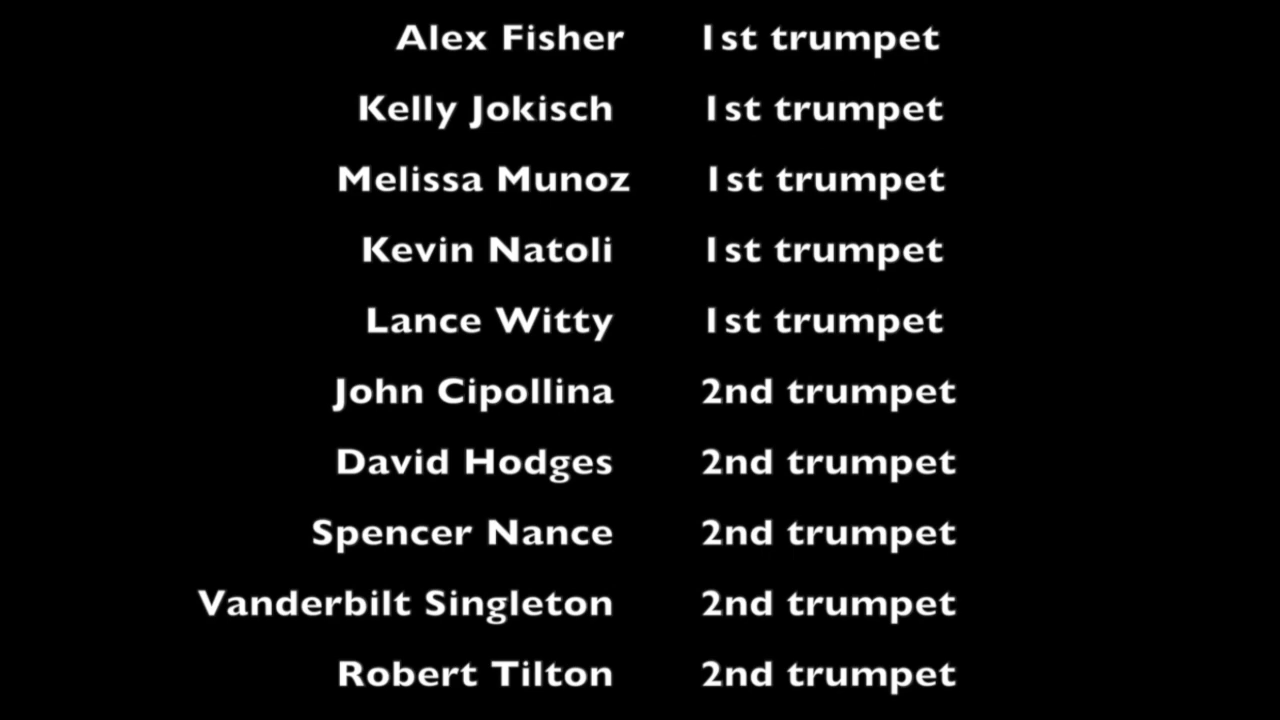 Alex Fisher 1st trumpet
Kelly Jokisch 1st trumpet
Melissa Munoz 1st trumpet
Kevin Natoli 1st trumpet
Lance Witty 1st trumpet
John Cipollina 2nd trumpet
David Hodges 2nd trumpet
Spencer Nance 2nd trumpet
Vanderbilt Singleton 2nd trumpet
Robert Tilton 2nd trumpet